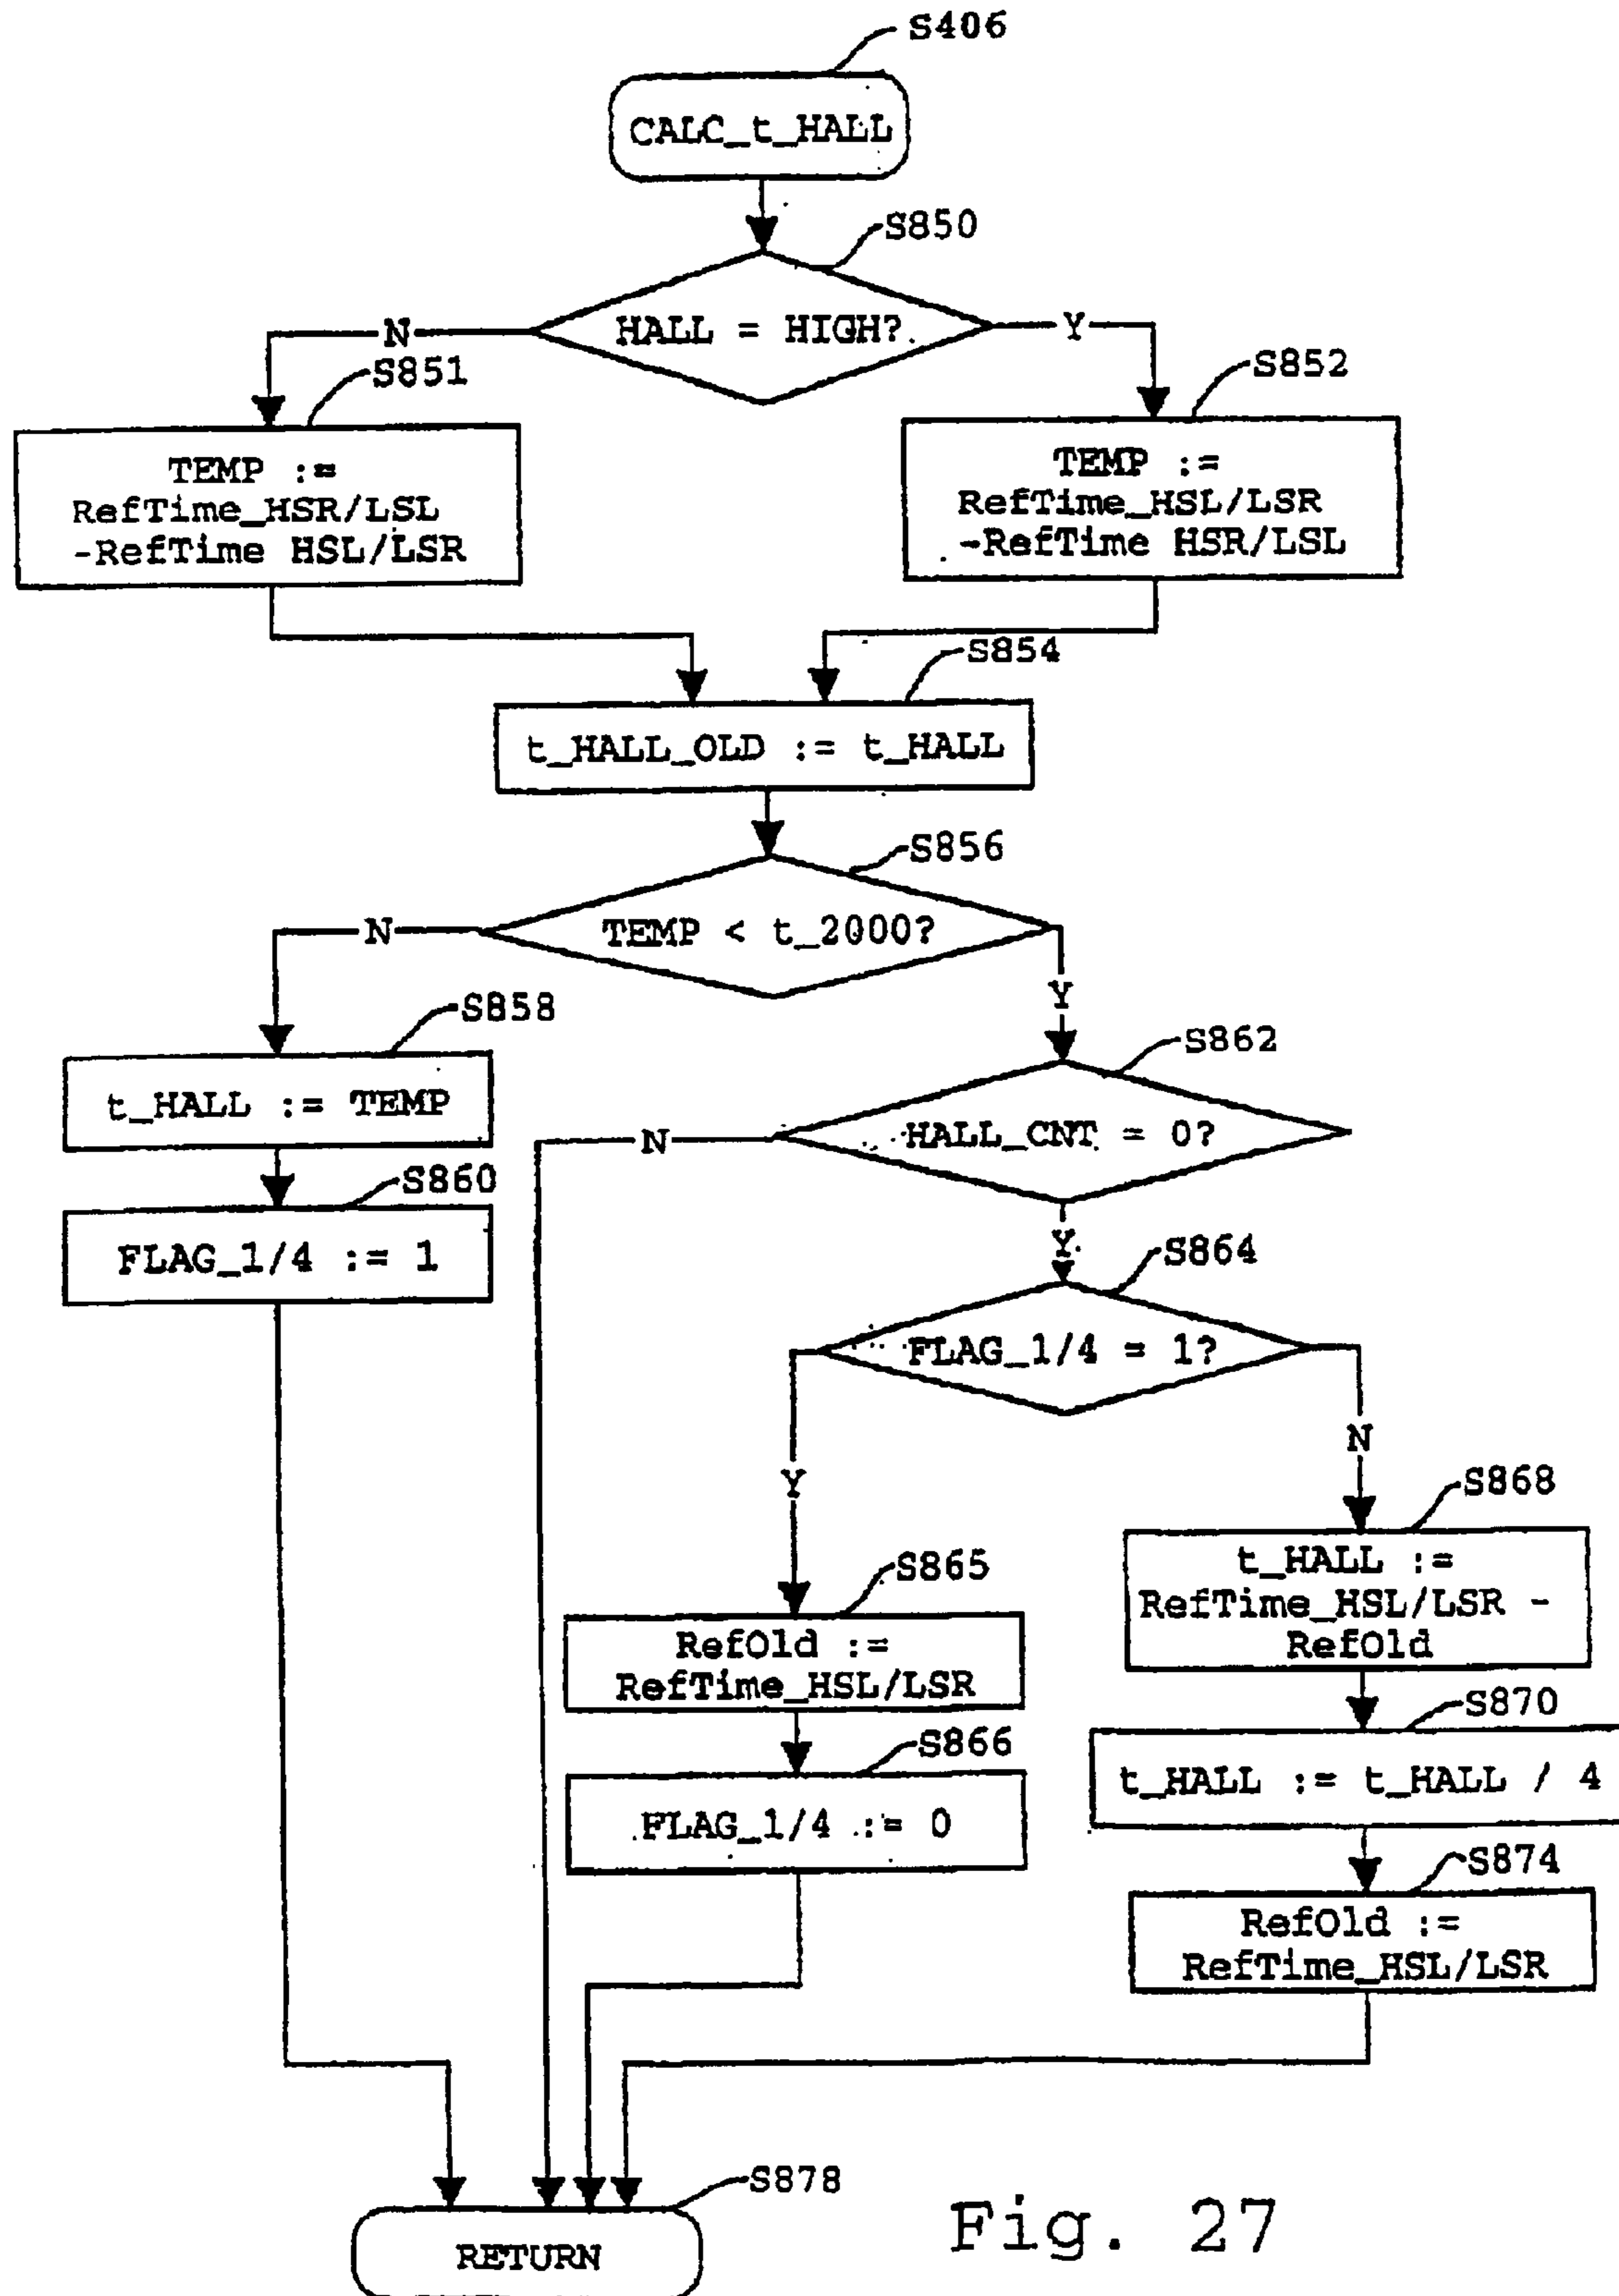 S406
CALC_t_HALL
S850
HALL = HIGH?
N
Y
S851
S852
TEMP :=
RefTime_HSR/LSL
-RefTime HSL/LSR
TEMP :=
RefTime_HSL/LSR
-RefTime HSR/LSL
S854
t_HALL_OLD := t_HALL
S856
TEMP < t_2000?
N
Y
S858
t_HALL := TEMP
S862
HALL_CNT = 0?
N
Y
S860
FLAG_1/4 := 1
S864
FLAG_1/4 = 1?
Y
N
S865
RefOld :=
RefTime_HSL/LSR
S868
t_HALL :=
RefTime_HSL/LSR -
RefOld
S866
FLAG_1/4 := 0
S870
t_HALL := t_HALL / 4
S874
RefOld :=
RefTime_HSL/LSR
S878
RETURN
Fig. 27